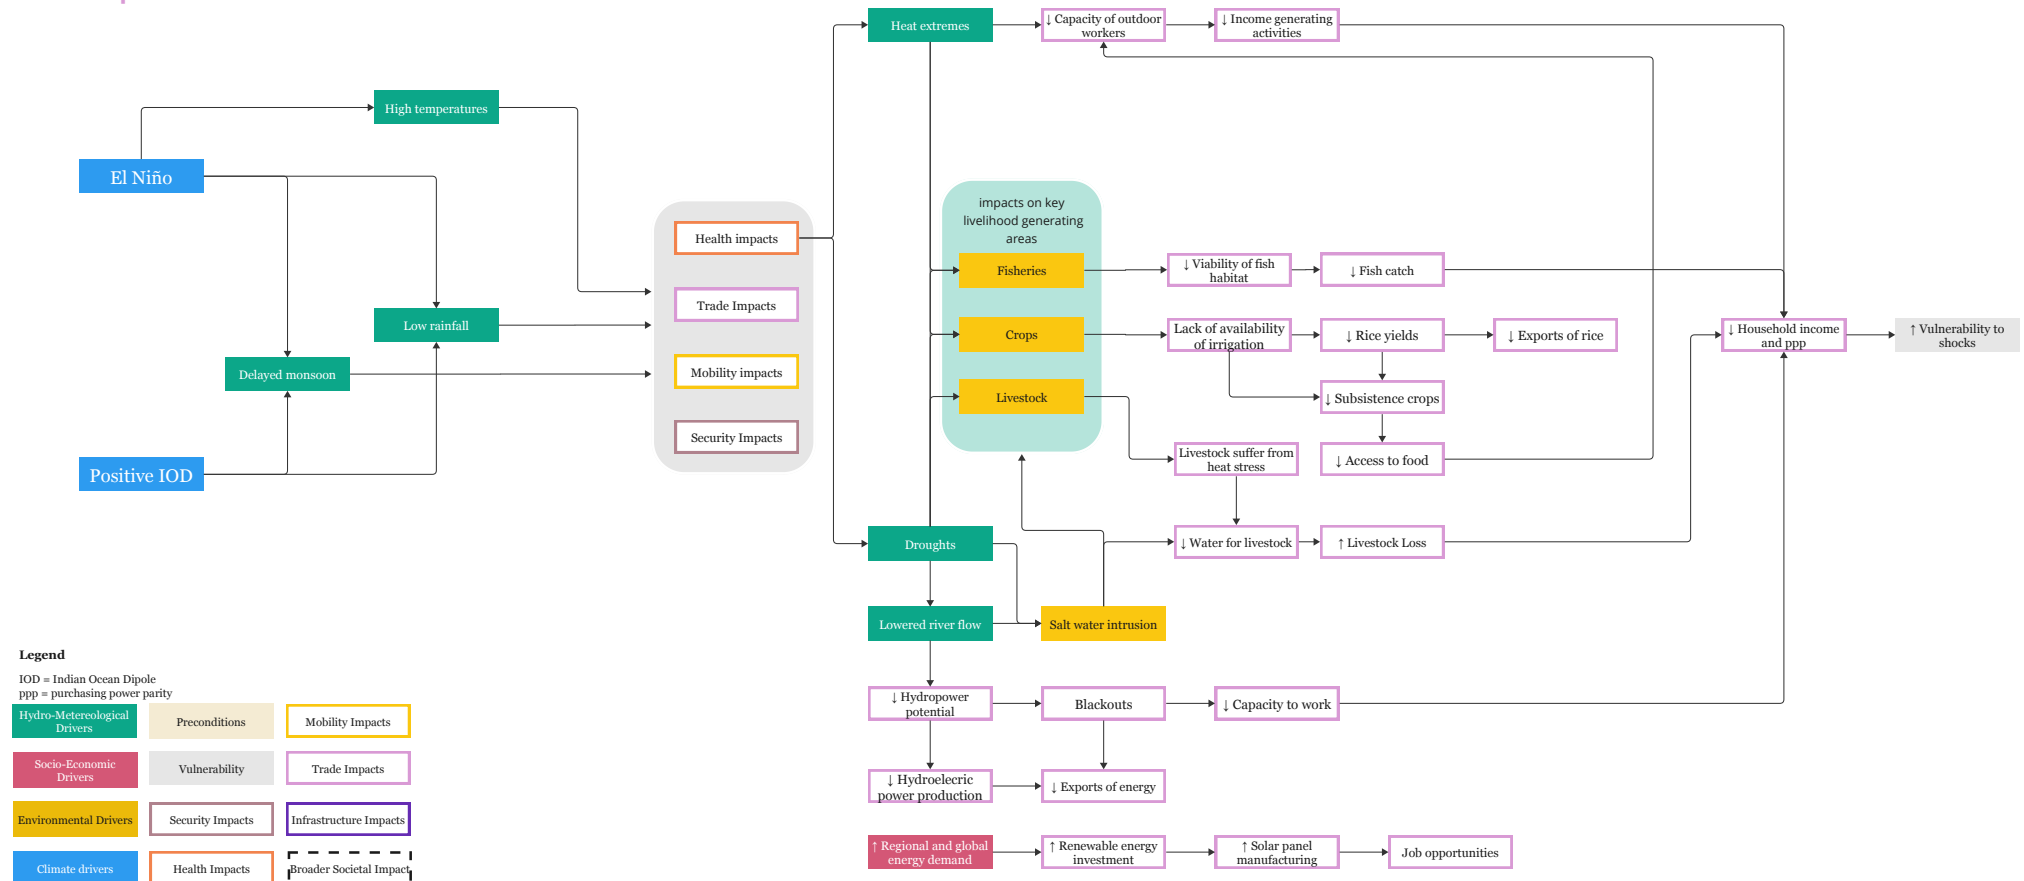 Heat extremes
↓ Capacity of outdoor
workers
↓ Income generating
activities
High temperatures
El Niño
Health impacts
impacts on key
livelihood generating
areas
Fisheries
↓ Viability of fish
habitat
↓ Fish catch
Trade Impacts
Low rainfall
Crops
Lack of availability
of irrigation
↓ Rice yields
↓ Exports of rice
↓ Household income
and ppp
↑ Vulnerability to
shocks
Delayed monsoon
Mobility impacts
Livestock
↓ Subsistence crops
Security Impacts
Positive IOD
Livestock suffer from
heat stress
↓ Access to food
Droughts
↓ Water for livestock
↑ Livestock Loss
Lowered river flow
Salt water intrusion
↓ Hydropower
potential
Blackouts
↓ Capacity to work
↓ Hydroelecric
power production
↓ Exports of energy
↑ Regional and global
energy demand
↑ Renewable energy
investment
↑ Solar panel
manufacturing
Job opportunities
Legend
IOD = Indian Ocean Dipole
ppp = purchasing power parity
Hydro-Metereological
Drivers
Preconditions
Mobility Impacts
Socio-Economic
Drivers
Vulnerability
Trade Impacts
Environmental Drivers
Security Impacts
Infrastructure Impacts
Climate drivers
Health Impacts
Broader Societal Impact